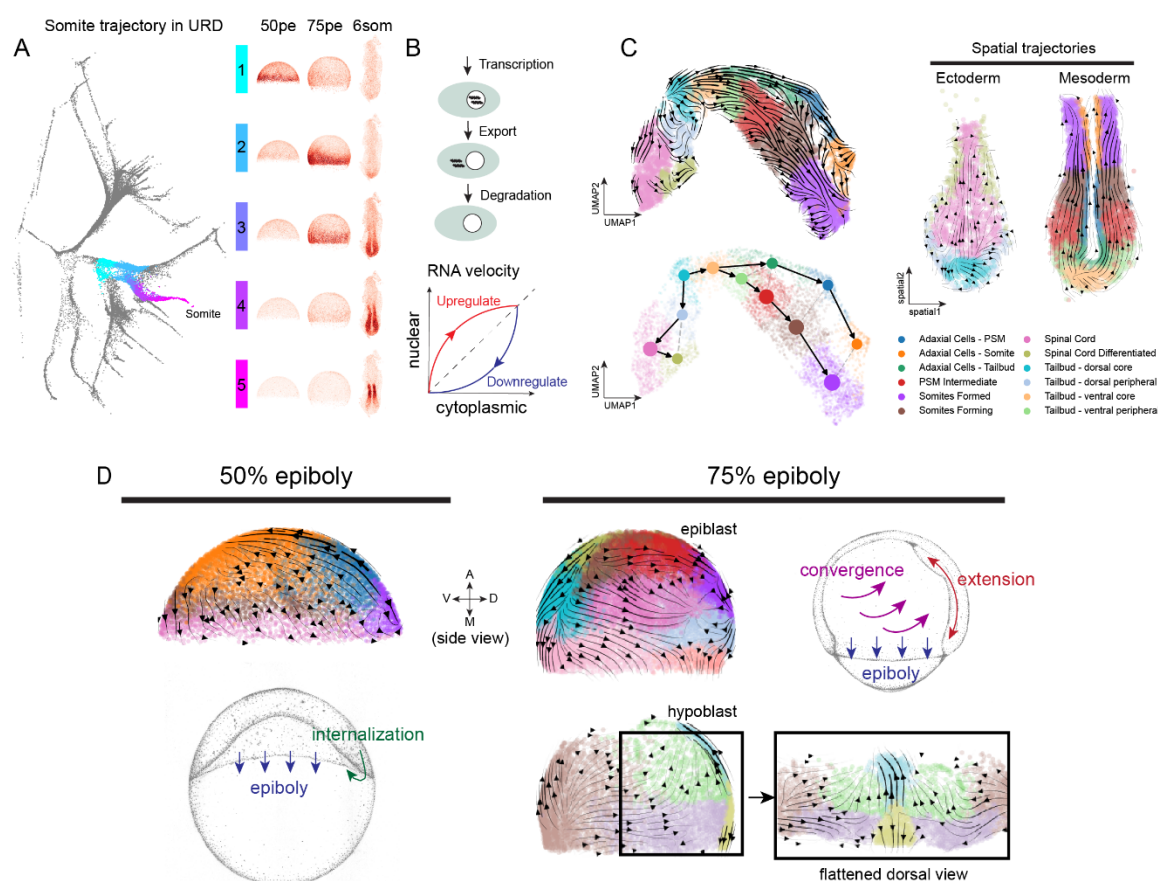 A
Somite trajectory in URD
50pe
75pe
6som
1
2
3
4
5
Somite
B
Transcription
Export
Degradation
RNA velocity
Upregulate
Downregulate
nuclear
cytoplasmic
C
UMAP2
UMAP1
UMAP2
UMAP1
Spatial trajectories
Ectoderm
Mesoderm
spatial2
spatial1
Adaxial Cells - PSM
Adaxial Cells - Somite
Adaxial Cells - Tailbud
PSM Intermediate
Somites Formed
Somites Forming
Spinal Cord
Spinal Cord Differentiated
Tailbud - dorsal core
Tailbud - dorsal peripheral
Tailbud - ventral core
Tailbud - ventral periphera
D
50% epiboly
75% epiboly
A
V
D
M
(side view)
internalization
epiboly
epiblast
convergence
extension
epiboly
hypoblast
flattened dorsal view